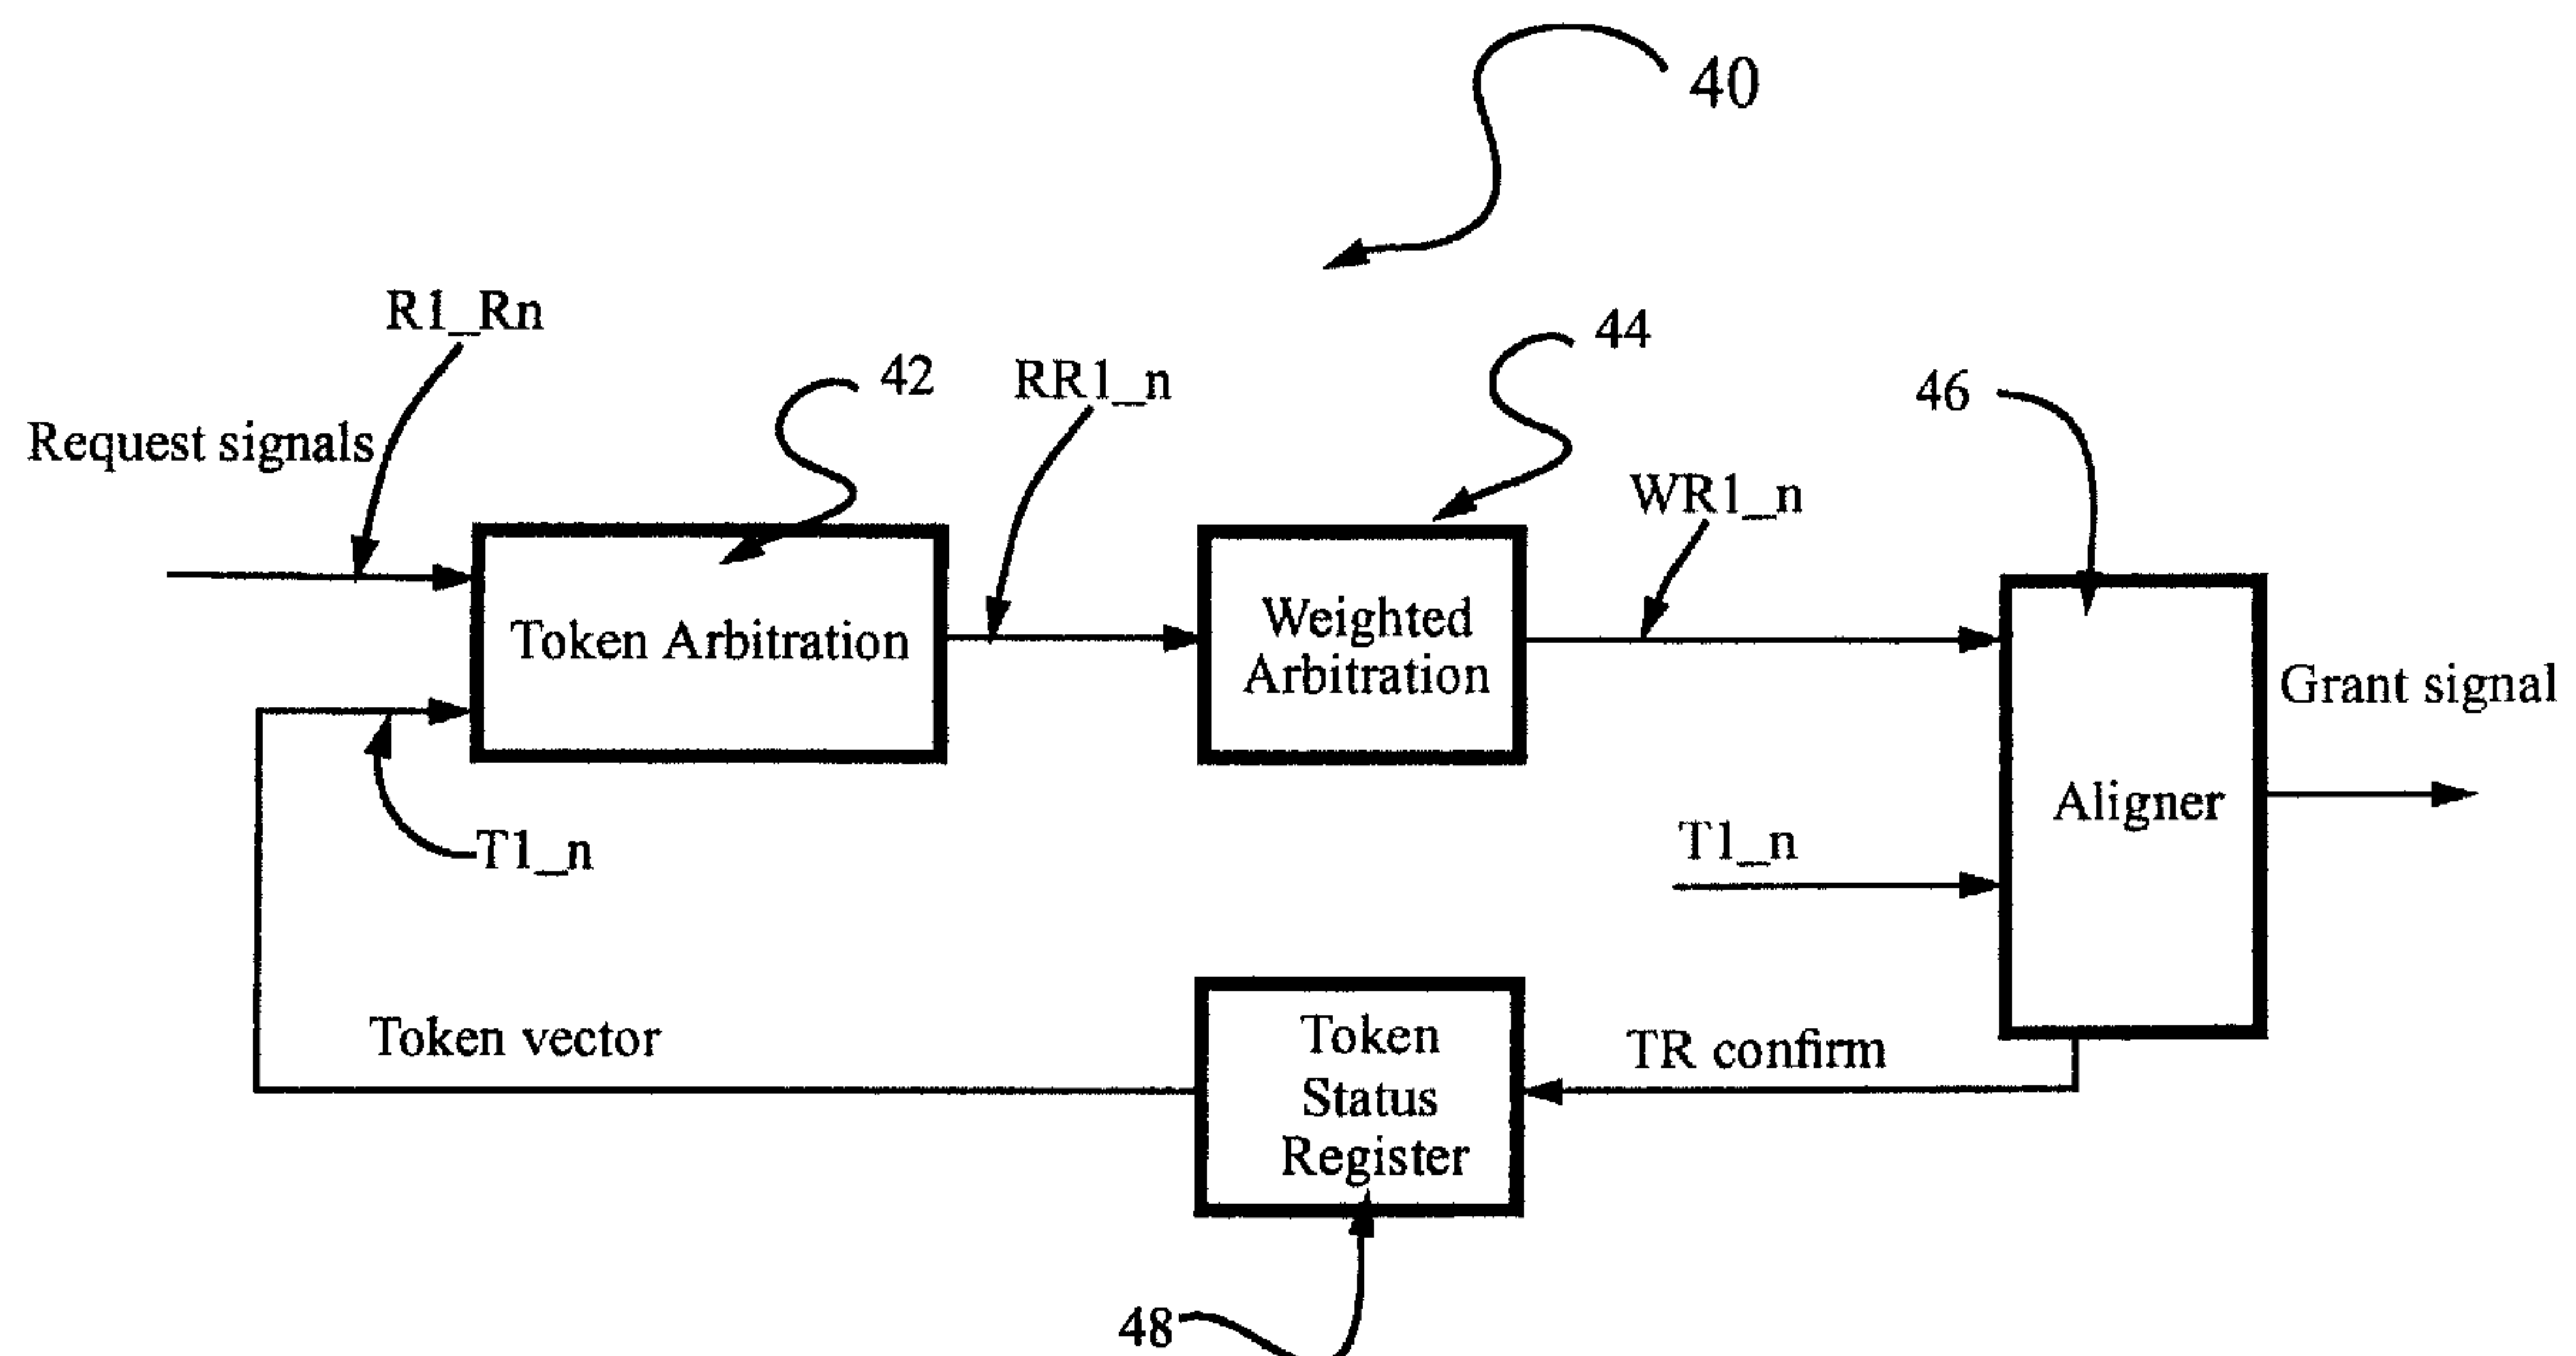 40
R1_Rn
44
42
RR1_n
46
Request signals
WR1_n
Token Arbitration
Weighted
Arbitration
Grant signal
Aligner
T1_n
T1_n
Token vector
Token
Status
Register
TR confirm
48